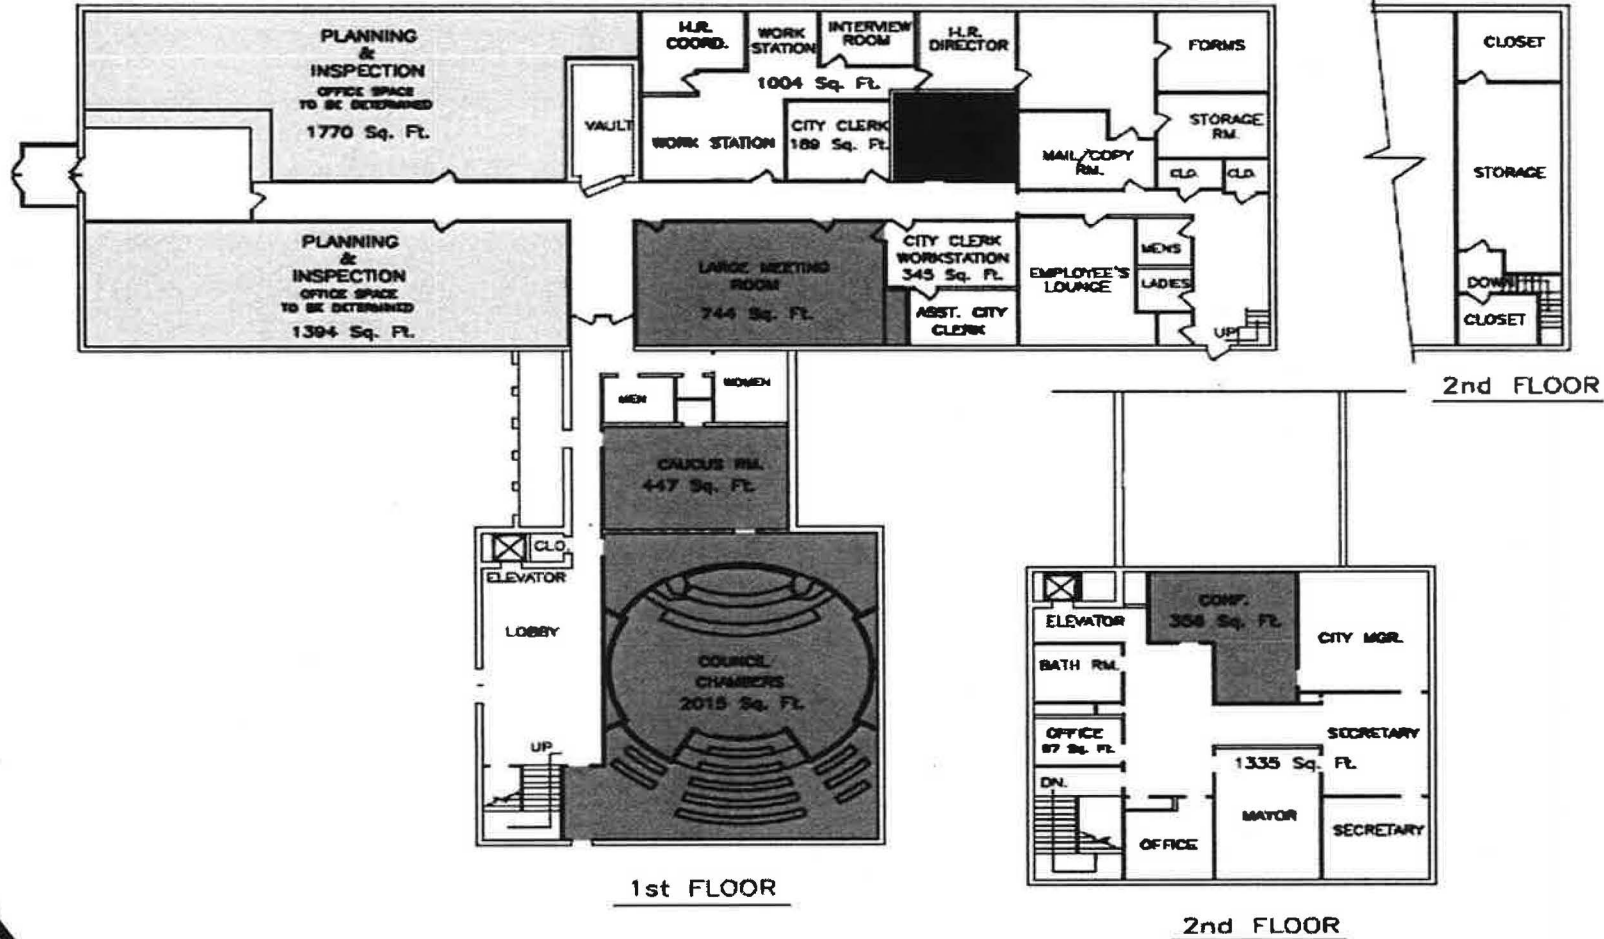 PLANNING
&
INSPECTION
OFFICE SPACE
TO BE DETERMINED
1770 Sq. Ft.
VAULT
H.R.
COORD.
WORK
STATION
INTERVIEW
ROOM
H.R.
DIRECTOR
1004 Sq. Ft.
WORK STATION
CITY CLERK
189 Sq. Ft.
FORMS
STORAGE
RM.
MAIL/COPY
RM.
CLO.
CLO.
PLANNING
&
INSPECTION
OFFICE SPACE
TO BE DETERMINED
1394 Sq. Ft.
LARGE MEETING
ROOM
744 Sq. Ft.
CITY CLERK
WORKSTATION
345 Sq. Ft.
ASST. CITY
CLERK
EMPLOYEE'S
LOUNGE
MENS
LADIES
UP
CLOSET
STORAGE
DOWN
CLOSET
2nd FLOOR
MEN
WOMEN
CAUCUS RM.
447 Sq. Ft.
CLO.
ELEVATOR
LOBBY
COUNCIL
CHAMBERS
2015 Sq. Ft.
UP
1st FLOOR
ELEVATOR
CONF.
CITY MGR.
BATH RM.
OFFICE
Sq. Ft.
SECRETARY
1335 Sq. Ft.
DN.
MAYOR
OFFICE
SECRETARY
2nd FLOOR